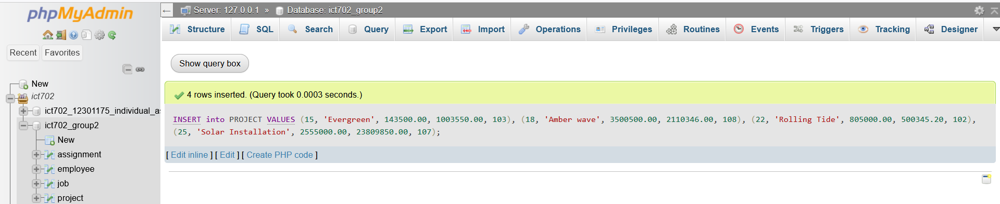 phpMyAdmin
Recent Favorites
New
ict702
ict702_12301175_individual_a
ict702_group2
New
assignment
employee
job
project
Server: 127.0.0.1 » Database: ict702_group2
Structure SQL Search Query Export Import Operations Privileges Routines Events Triggers Tracking Designer
Show query box
4 rows inserted. (Query took 0.0003 seconds.)
INSERT into PROJECT VALUES (15, 'Evergreen', 143500.00, 1003550.00, 103), (18, 'Amber wave', 3500500.00, 2110346.00, 108), (22, 'Rolling Tide', 805000.00, 500345.20, 102),
(25, 'Solar Installation', 2555000.00, 23809850.00, 107);
[ Edit inline ] [ Edit ] [ Create PHP code ]